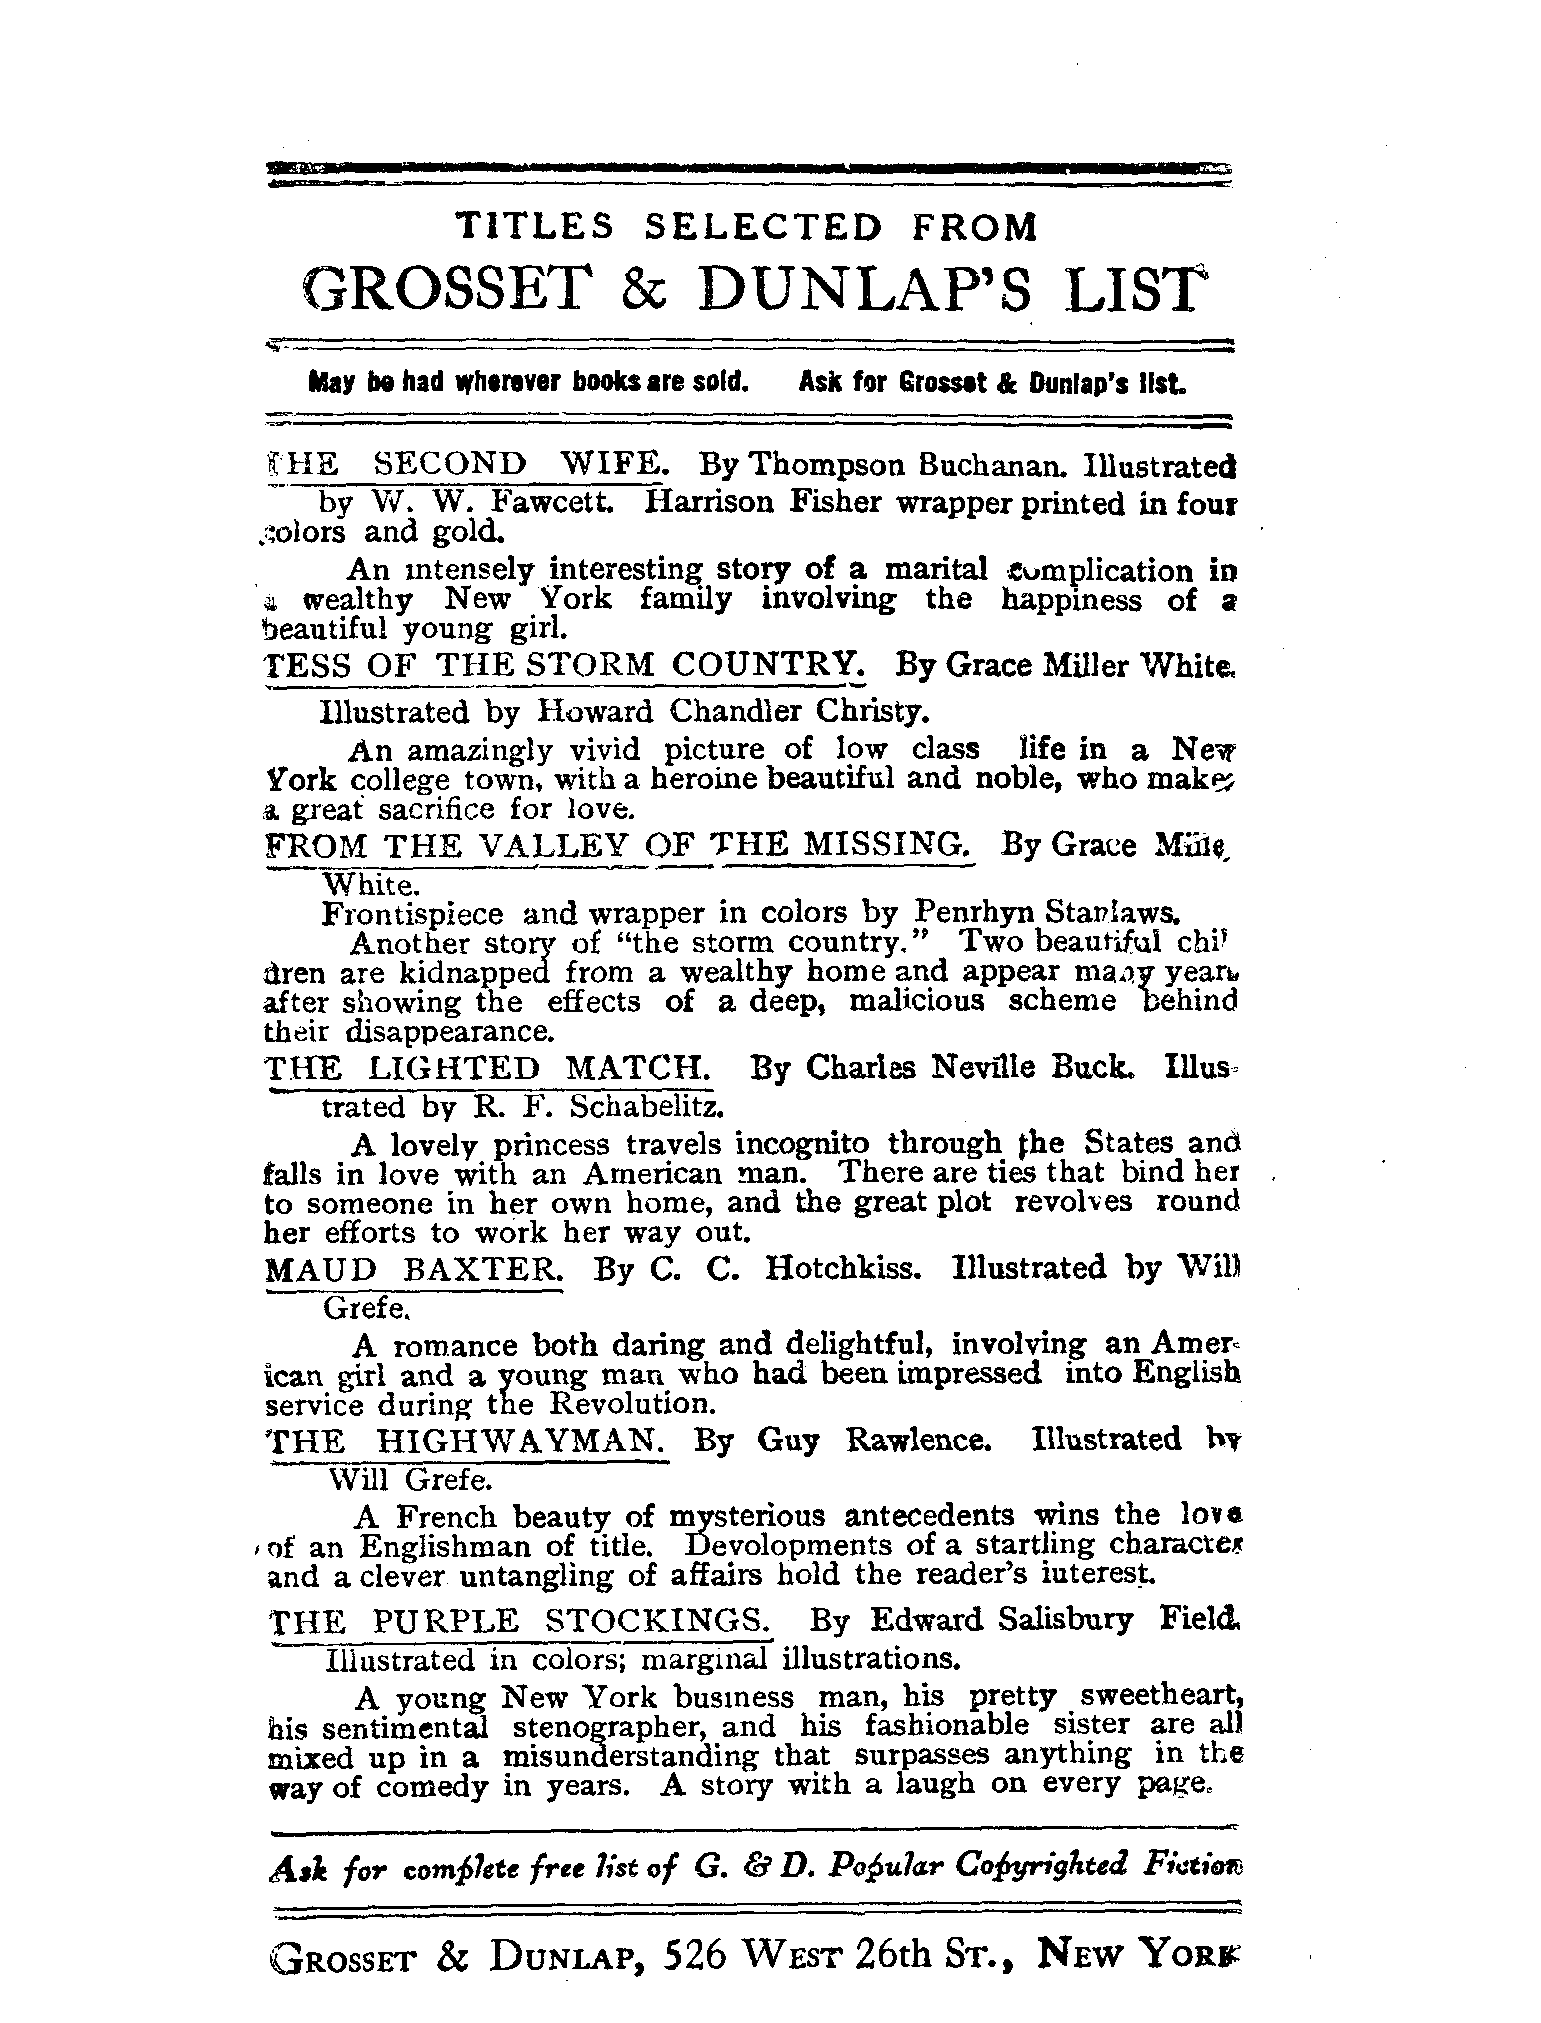 TITLES SELECTED FROM
GROSSET & DUNLAP'S LIST
May be had wherever books are sold. Ask for Grosset & Dunlap's list.
THE SECOND WIFE. By Thompson Buchanan. Illustrated
by W. W. Fawcett. Harrison Fisher wrapper printed in four
colors and gold.
An intensely interesting story of a marital complication in
a wealthy New York family involving the happiness of a
beautiful young girl.
TESS OF THE STORM COUNTRY. By Grace Miller White.
Illustrated by Howard Chandler Christy.
An amazingly vivid picture of low class life in a New
York college town, with a heroine beautiful and noble, who makes
a great sacrifice for love.
FROM THE VALLEY OF THE MISSING. By Grace Miller
White.
Frontispiece and wrapper in colors by Penrhyn Stanlaws.
Another story of "the storm country." Two beautiful chil
dren are kidnapped from a wealthy home and appear many years
after showing the effects of a deep, malicious scheme behind
their disappearance.
THE LIGHTED MATCH. By Charles Neville Buck. Illus-
trated by R. F. Schabelitz.
A lovely princess travels incognito through the States and
falls in love with an American man. There are ties that bind her
to someone in her own home, and the great plot revolves round
her efforts to work her way out.
MAUD BAXTER. By C. C. Hotchkiss. Illustrated by Will
Grefe.
A romance both daring and delightful, involving an Amer-
ican girl and a young man who had been impressed into English
service during the Revolution.
THE HIGHWAYMAN. By Guy Rawlence. Illustrated by
Will Grefe.
A French beauty of mysterious antecedents wins the love
of an Englishman of title. Devolopments of a startling character
and a clever untangling of affairs hold the reader's iuterest.
THE PURPLE STOCKINGS. By Edward Salisbury Field.
Illustrated in colors; marginal illustrations.
A young New York business man, his pretty sweetheart,
his sentimental stenographer, and his fashionable sister are all
mixed up in a misunderstanding that surpasses anything in the
way of comedy in years. A story with a laugh on every page.
Ask for complete free list of G. & D. Popular Copyrighted Fiction
GROSSET & DUNLAP, 526 WEST 26th ST., NEW YORK